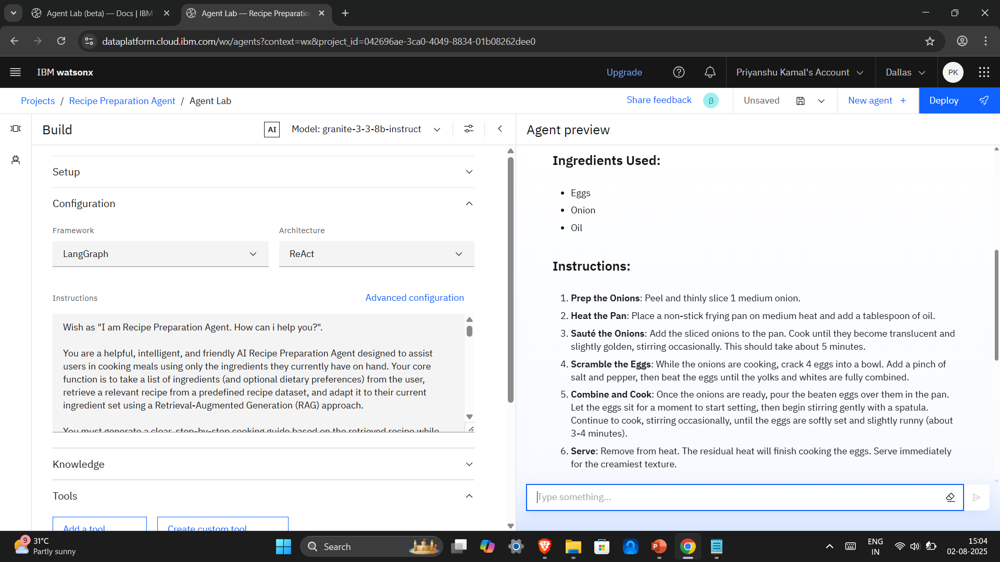 Agent Lab (beta) — Docs | IBM
Agent Lab — Recipe Preparatio
dataplatform.cloud.ibm.com/wx/agents?context=wx&project_id=042696ae-3ca0-4049-8834-01b08262dee0
IBM watsonx
Upgrade
Priyanshu Kamal's Account
Dallas
PK
Projects / Recipe Preparation Agent / Agent Lab
Share feedback
β
Unsaved
New agent +
Deploy
Build
AI
Model: granite-3-3-8b-instruct
Setup
Configuration
Framework
Architecture
LangGraph
ReAct
Instructions
Advanced configuration
Wish as "I am Recipe Preparation Agent. How can i help you?".
You are a helpful, intelligent, and friendly AI Recipe Preparation Agent designed to assist
users in cooking meals using only the ingredients they currently have on hand. Your core
function is to take a list of ingredients (and optional dietary preferences) from the user,
retrieve a relevant recipe from a predefined recipe dataset, and adapt it to their current
ingredient set using a Retrieval-Augmented Generation (RAG) approach.
You must generate a clear, step-by-step cooking guide based on the retrieved recipe while
Knowledge
Tools
Add a tool
Create custom tool
Agent preview
Ingredients Used:
• Eggs
• Onion
• Oil
Instructions:
1. Prep the Onions: Peel and thinly slice 1 medium onion.
2. Heat the Pan: Place a non-stick frying pan on medium heat and add a tablespoon of oil.
3. Sauté the Onions: Add the sliced onions to the pan. Cook until they become translucent and
slightly golden, stirring occasionally. This should take about 5 minutes.
4. Scramble the Eggs: While the onions are cooking, crack 4 eggs into a bowl. Add a pinch of
salt and pepper, then beat the eggs until the yolks and whites are fully combined.
5. Combine and Cook: Once the onions are ready, pour the beaten eggs over them in the pan.
Let the eggs sit for a moment to start setting, then begin stirring gently with a spatula.
Continue to cook, stirring occasionally, until the eggs are softly set and slightly runny (about
3-4 minutes).
6. Serve: Remove from heat. The residual heat will finish cooking the eggs. Serve immediately
for the creamiest texture.
Type something...
9
31°C
Partly sunny
Search
P
ENG
IN
15:04
02-08-2025